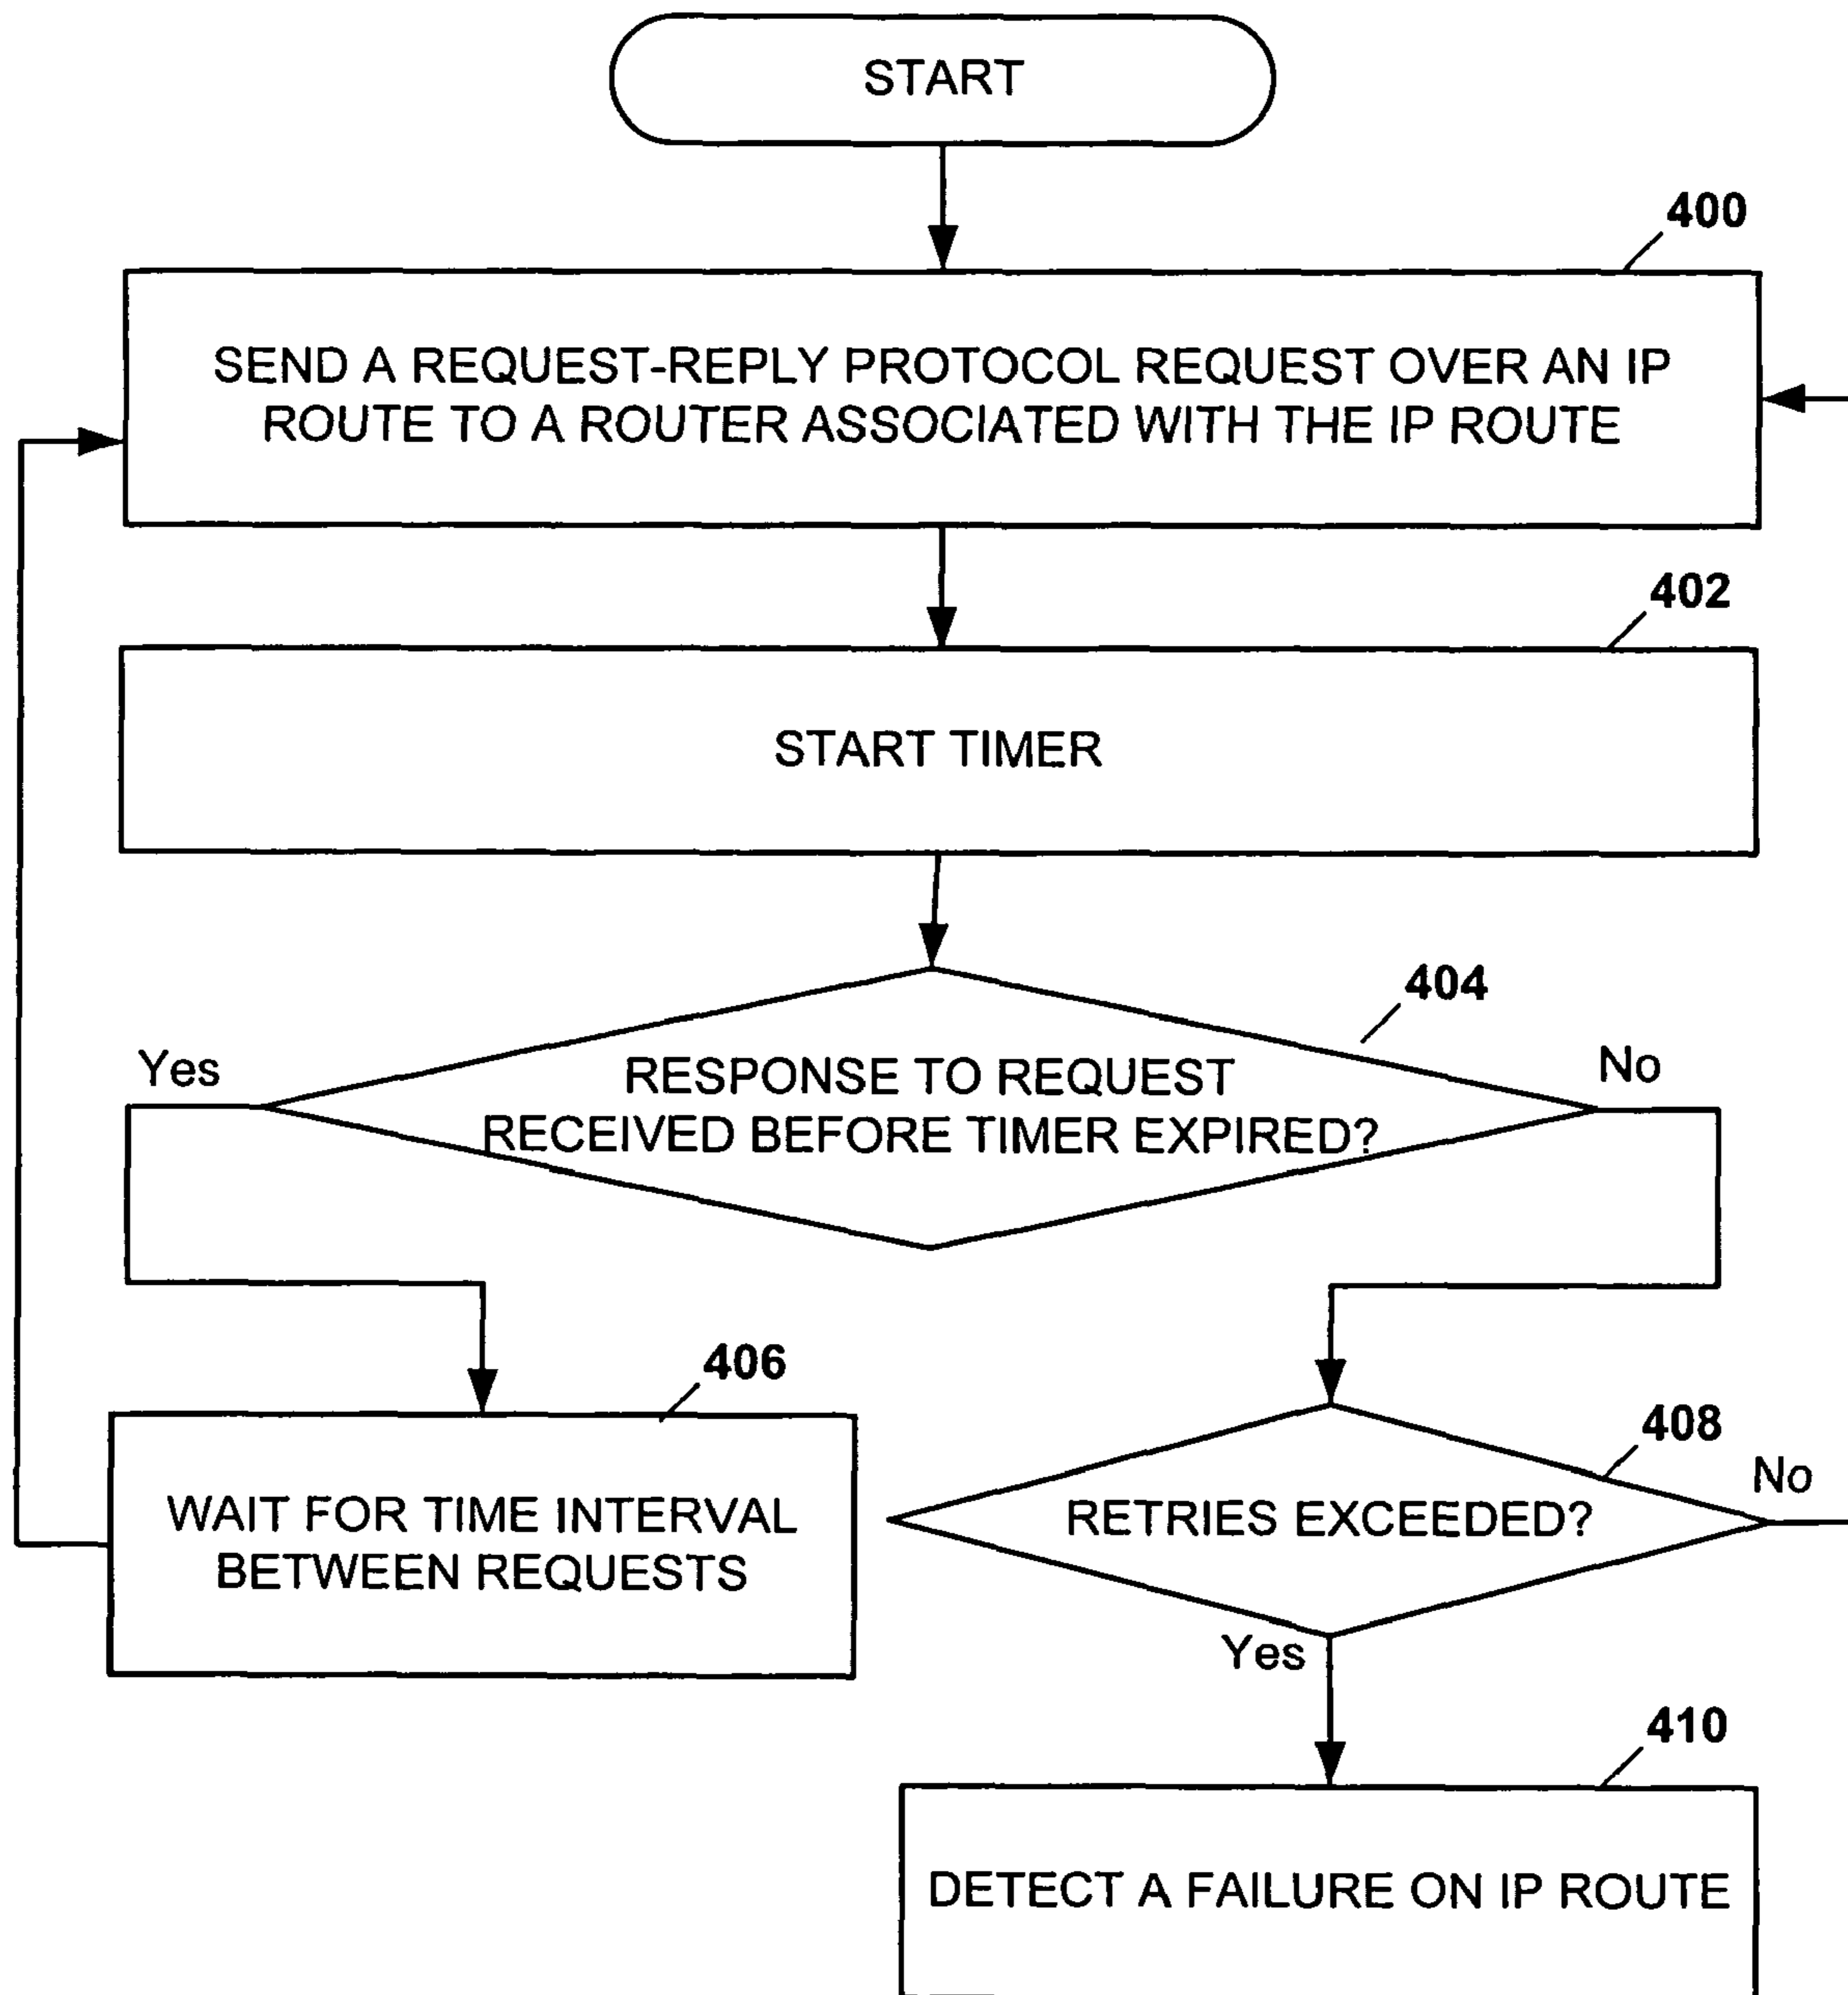 START
400
SEND A REQUEST-REPLY PROTOCOL REQUEST OVER AN IP
ROUTE TO A ROUTER ASSOCIATED WITH THE IP ROUTE
402
START TIMER
404
Yes
No
RESPONSE TO REQUEST
RECEIVED BEFORE TIMER EXPIRED?
406
WAIT FOR TIME INTERVAL
BETWEEN REQUESTS
408
No
RETRIES EXCEEDED?
Yes
410
DETECT A FAILURE ON IP ROUTE